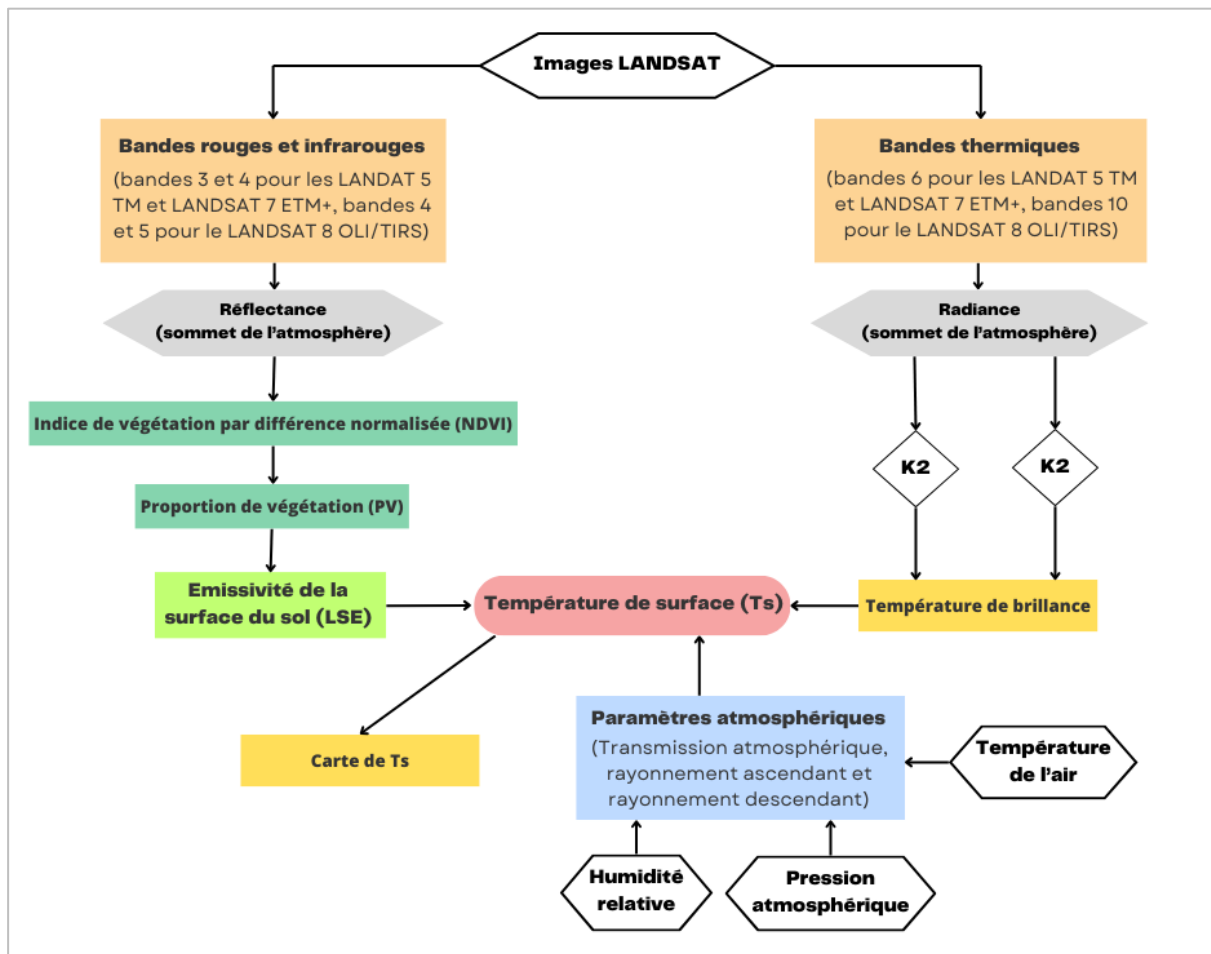 Images LANDSAT
Bandes rouges et infrarouges
(bandes 3 et 4 pour les LANDAT 5
TM et LANDSAT 7 ETM+, bandes 4
et 5 pour le LANDSAT 8 OLI/TIRS)
Bandes thermiques
(bandes 6 pour les LANDAT 5 TM
et LANDSAT 7 ETM+, bandes 10
pour le LANDSAT 8 OLI/TIRS)
Réflectance
(sommet de l'atmosphère)
Radiance
(sommet de l'atmosphère)
Indice de végétation par différence normalisée (NDVI)
K2
K2
Proportion de végétation (PV)
Emissivité de la
surface du sol (LSE)
Température de surface (Ts)
Température de brillance
Carte de Ts
Paramètres atmosphériques
(Transmission atmosphérique,
rayonnement ascendant et
rayonnement descendant)
Température
de l'air
Humidité
relative
Pression
atmosphérique